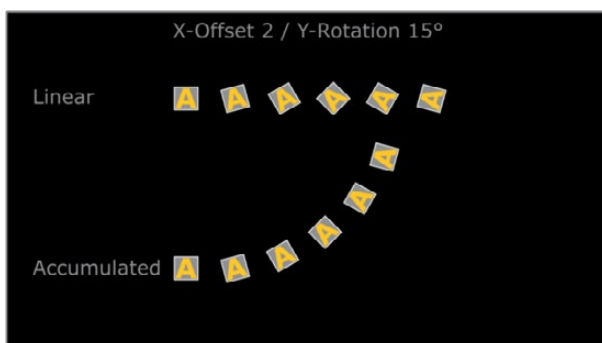 X-Offset 2 / Y-Rotation 15°
Linear A A A A A A
A
A
A
A
Accumulated A A